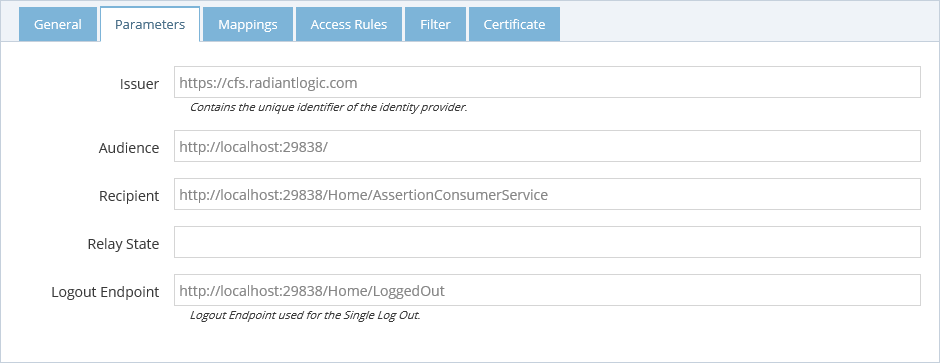 General Parameters Mappings Access Rules Filter Certificate
Issuer https://cfs.radiantlogic.com
Contains the unique identifier of the identity provider.
Audience http://localhost:29838/
Recipient http://localhost:29838/Home/AssertionConsumerService
Relay State
Logout Endpoint http://localhost:29838/Home/LoggedOut
Logout Endpoint used for the Single Log Out.